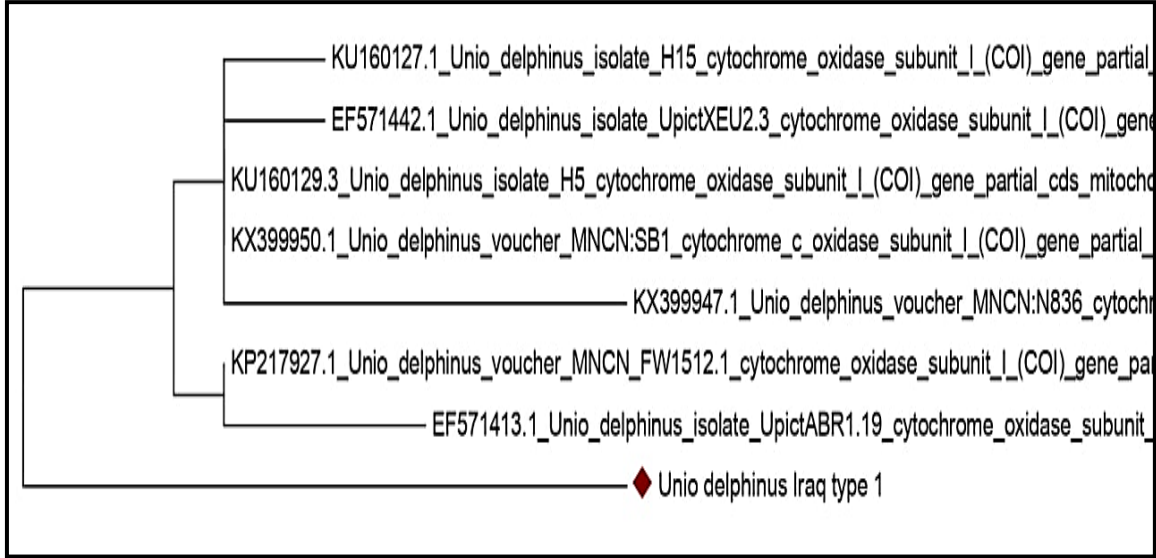 KU160127.1_Unio_delphinus_isolate_H15_cytochrome_oxidase_subunit_I_(COI)_gene_partial_
EF571442.1_Unio_delphinus_isolate_UpictXEU2.3_cytochrome_oxidase_subunit_I_(COI)_gene
KU160129.3_Unio_delphinus_isolate_H5_cytochrome_oxidase_subunit_I_(COI)_gene_partial_cds_mitocho
KX399950.1_Unio_delphinus_voucher_MNCN:SB1_cytochrome_c_oxidase_subunit_I_(COI)_gene_partial_
KX399947.1_Unio_delphinus_voucher_MNCN:N836_cytochr
KP217927.1_Unio_delphinus_voucher_MNCN_FW1512.1_cytochrome_oxidase_subunit_I_(COI)_gene_par
EF571413.1_Unio_delphinus_isolate_UpictABR1.19_cytochrome_oxidase_subunit_
Unio delphinus Iraq type 1